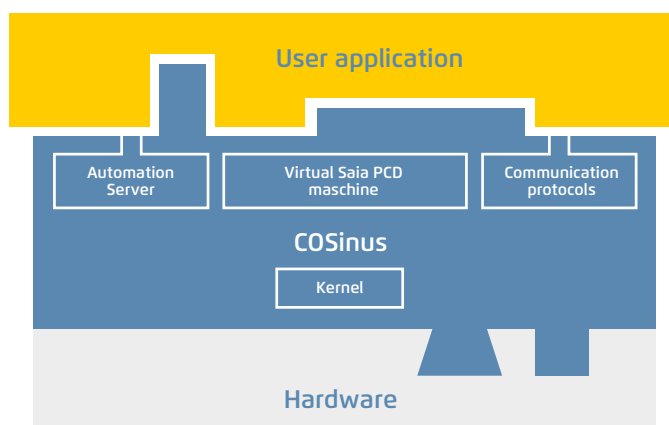 User application
Automation
Server
Virtual Saia PCD
maschine
Communication
protocols
COSinus
Kernel
Hardware